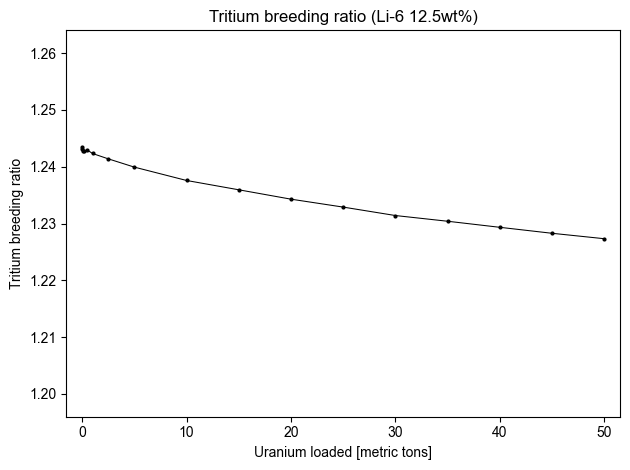 Tritium breeding ratio (Li-6 12.5wt%)
1.26
1.25
1.24
1.23
1.22
1.21
1.20
Tritium breeding ratio
0 10 20 30 40 50
Uranium loaded [metric tons]